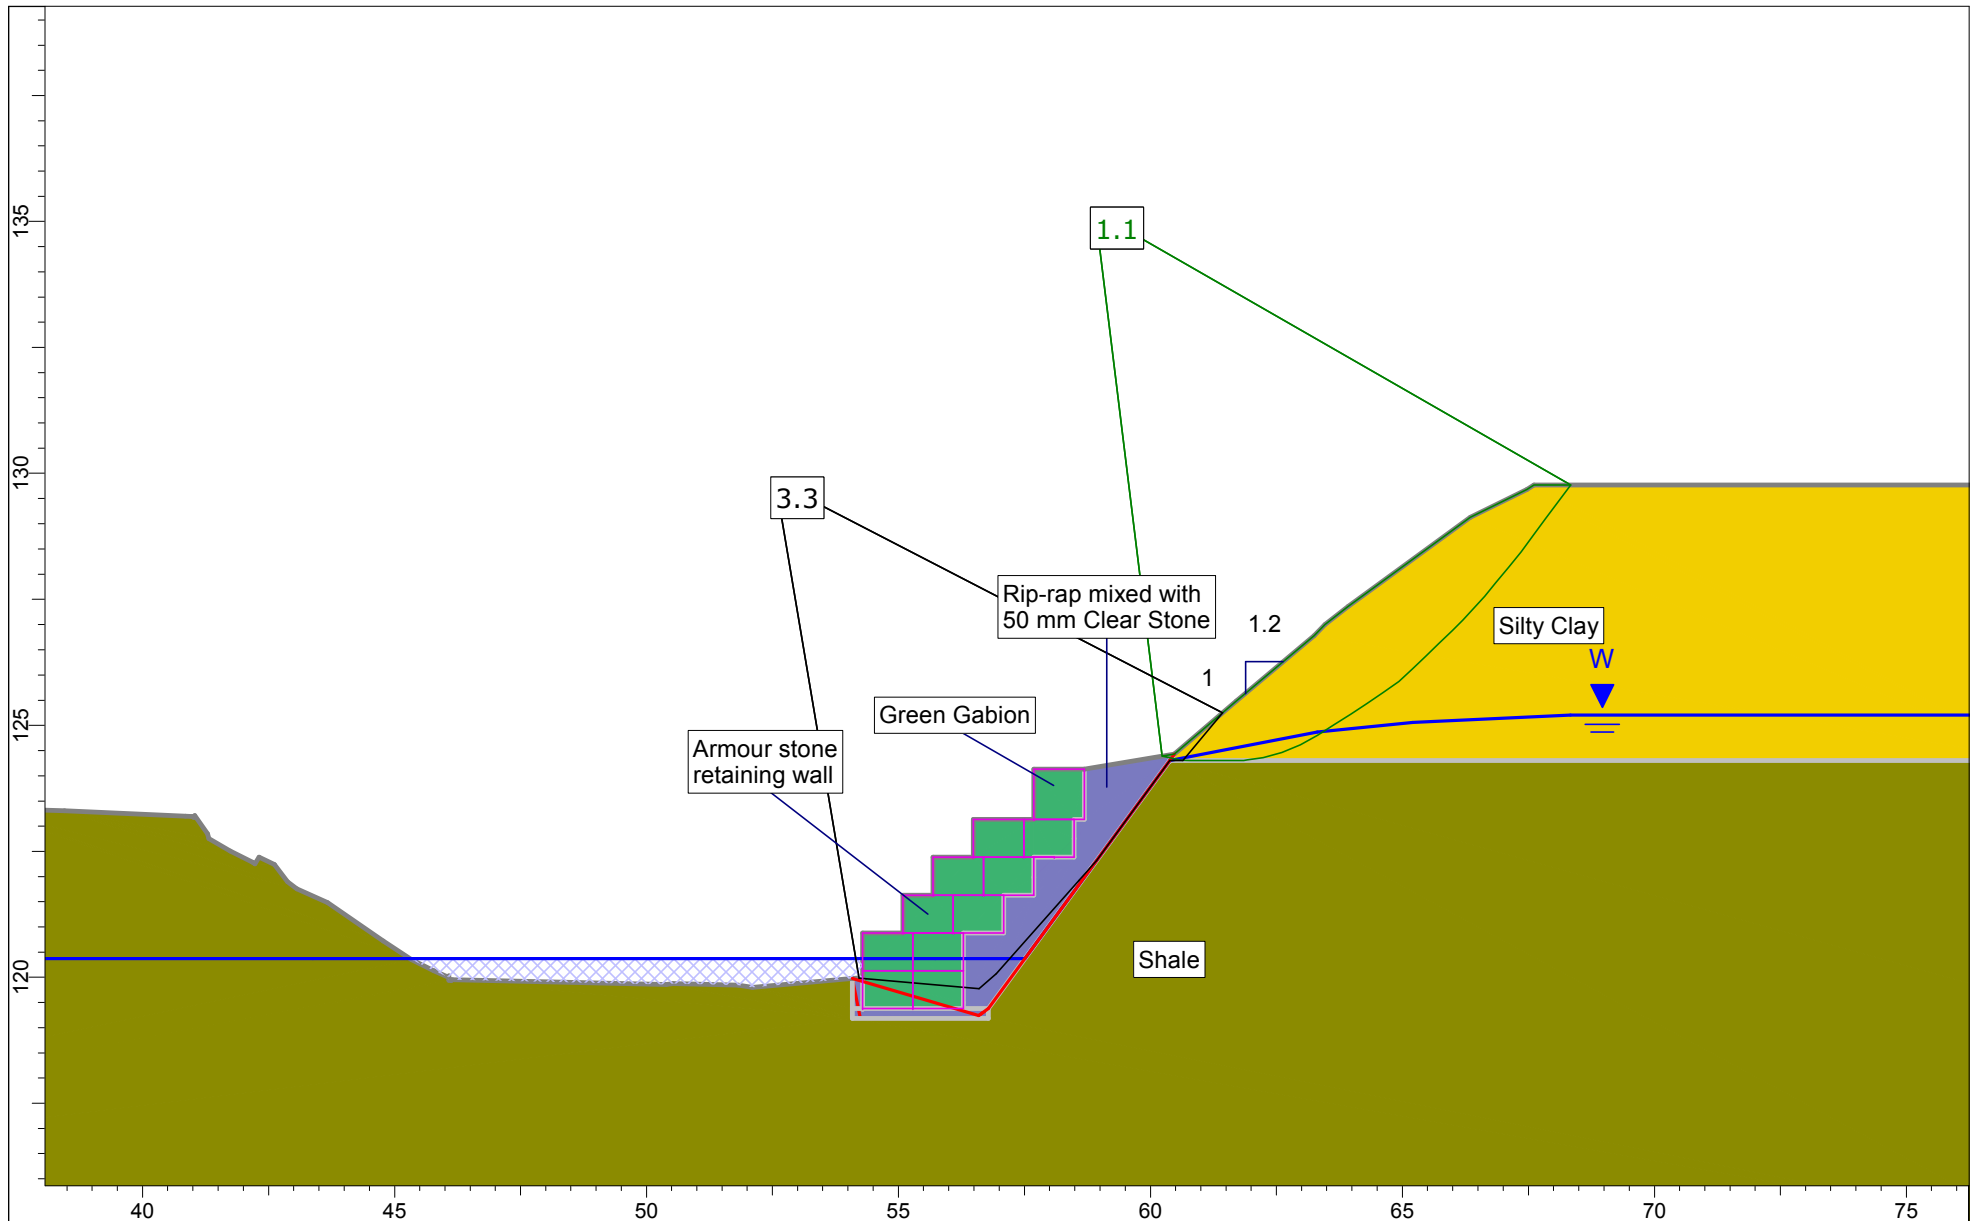 135
1.1
130
3.3
Rip-rap mixed with
50 mm Clear Stone
1.2
1
Silty Clay
W
Green Gabion
125
Armour stone
retaining wall
Shale
120
40
45
50
55
60
65
70
75